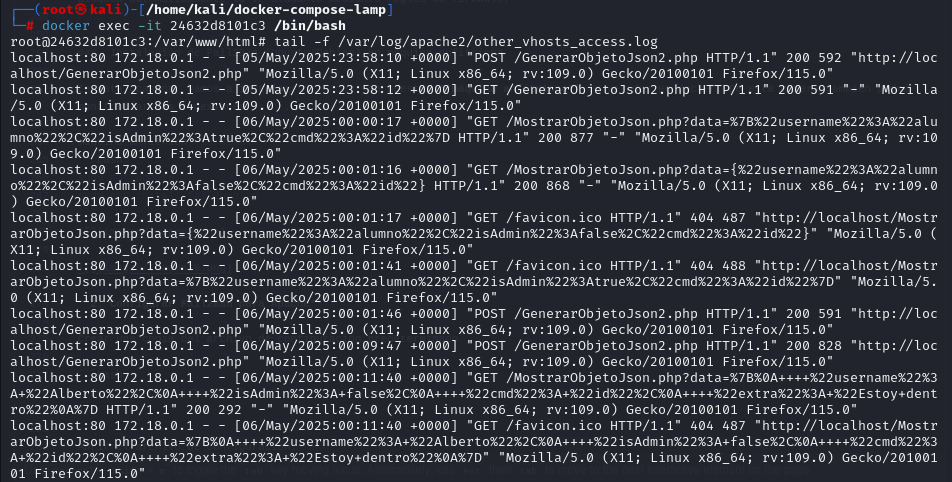 ┌──(root㉿kali)-[/home/kali/docker-compose-lamp]
└─# docker exec -it 24632d8101c3 /bin/bash
root@24632d8101c3:/var/www/html# tail -f /var/log/apache2/other_vhosts_access.log
localhost:80 172.18.0.1 - - [05/May/2025:23:58:10 +0000] "POST /GenerarObjetoJson2.php HTTP/1.1" 200 592 "http://loc
alhost/GenerarObjetoJson2.php" "Mozilla/5.0 (X11; Linux x86_64; rv:109.0) Gecko/20100101 Firefox/115.0"
localhost:80 172.18.0.1 - - [05/May/2025:23:58:12 +0000] "GET /GenerarObjetoJson2.php HTTP/1.1" 200 591 "-" "Mozilla
/5.0 (X11; Linux x86_64; rv:109.0) Gecko/20100101 Firefox/115.0"
localhost:80 172.18.0.1 - - [06/May/2025:00:00:17 +0000] "GET /MostrarObjetoJson.php?data=%7B%22username%22%3A%22alu
mno%22%2C%22isAdmin%22%3Atrue%2C%22cmd%22%3A%22id%22%7D HTTP/1.1" 200 877 "-" "Mozilla/5.0 (X11; Linux x86_64; rv:10
9.0) Gecko/20100101 Firefox/115.0"
localhost:80 172.18.0.1 - - [06/May/2025:00:01:16 +0000] "GET /MostrarObjetoJson.php?data={%22username%22:%22alumn
o%22%2C%22isAdmin%22%3Afalse%2C%22cmd%22%3A%22id%22} HTTP/1.1" 200 868 "-" "Mozilla/5.0 (X11; Linux x86_64; rv:109.0
) Gecko/20100101 Firefox/115.0"
localhost:80 172.18.0.1 - - [06/May/2025:00:01:17 +0000] "GET /favicon.ico HTTP/1.1" 404 487 "http://localhost/Mostr
arObjetoJson.php?data={%22username%22%3A%22alumno%22%2C%22isAdmin%22%3Afalse%2C%22cmd%22%3A%22id%22}" "Mozilla/5.0 (
X11; Linux x86_64; rv:109.0) Gecko/20100101 Firefox/115.0"
localhost:80 172.18.0.1 - - [06/May/2025:00:01:41 +0000] "GET /favicon.ico HTTP/1.1" 404 488 "http://localhost/Mostr
arObjetoJson.php?data=%7B%22username%22%3A%22alumno%22%2C%22isAdmin%22%3Atrue%2C%22cmd%22%3A%22id%22%7D" "Mozilla/5.
0 (X11; Linux x86_64; rv:109.0) Gecko/20100101 Firefox/115.0"
localhost:80 172.18.0.1 - - [06/May/2025:00:01:46 +0000] "POST /GenerarObjetoJson2.php HTTP/1.1" 200 591 "http://loc
alhost/GenerarObjetoJson2.php" "Mozilla/5.0 (X11; Linux x86_64; rv:109.0) Gecko/20100101 Firefox/115.0"
localhost:80 172.18.0.1 - - [06/May/2025:00:09:47 +0000] "POST /GenerarObjetoJson2.php HTTP/1.1" 200 828 "http://loc
alhost/GenerarObjetoJson2.php" "Mozilla/5.0 (X11; Linux x86_64; rv:109.0) Gecko/20100101 Firefox/115.0"
localhost:80 172.18.0.1 - - [06/May/2025:00:11:40 +0000] "GET /MostrarObjetoJson.php?data=%7B%0A++++%22username%22%3
A+%22Alberto%22%2C%0A++++%22isAdmin%22%3A+false%2C%0A++++%22cmd%22%3A+%22id%22%2C%0A++++%22extra%22%3A+%22Estoy+dent
ro%22%0A%7D HTTP/1.1" 200 292 "-" "Mozilla/5.0 (X11; Linux x86_64; rv:109.0) Gecko/20100101 Firefox/115.0"
localhost:80 172.18.0.1 - - [06/May/2025:00:11:40 +0000] "GET /favicon.ico HTTP/1.1" 404 487 "http://localhost/Mostr
arObjetoJson.php?data=%7B%0A++++%22username%22%3A+%22Alberto%22%2C%0A++++%22isAdmin%22%3A+false%2C%0A++++%22cmd%22%3
A+%22id%22%2C%0A++++%22extra%22%3A+%22Estoy+dentro%22%0A%7D" "Mozilla/5.0 (X11; Linux x86_64; rv:109.0) Gecko/201001
01 Firefox/115.0"